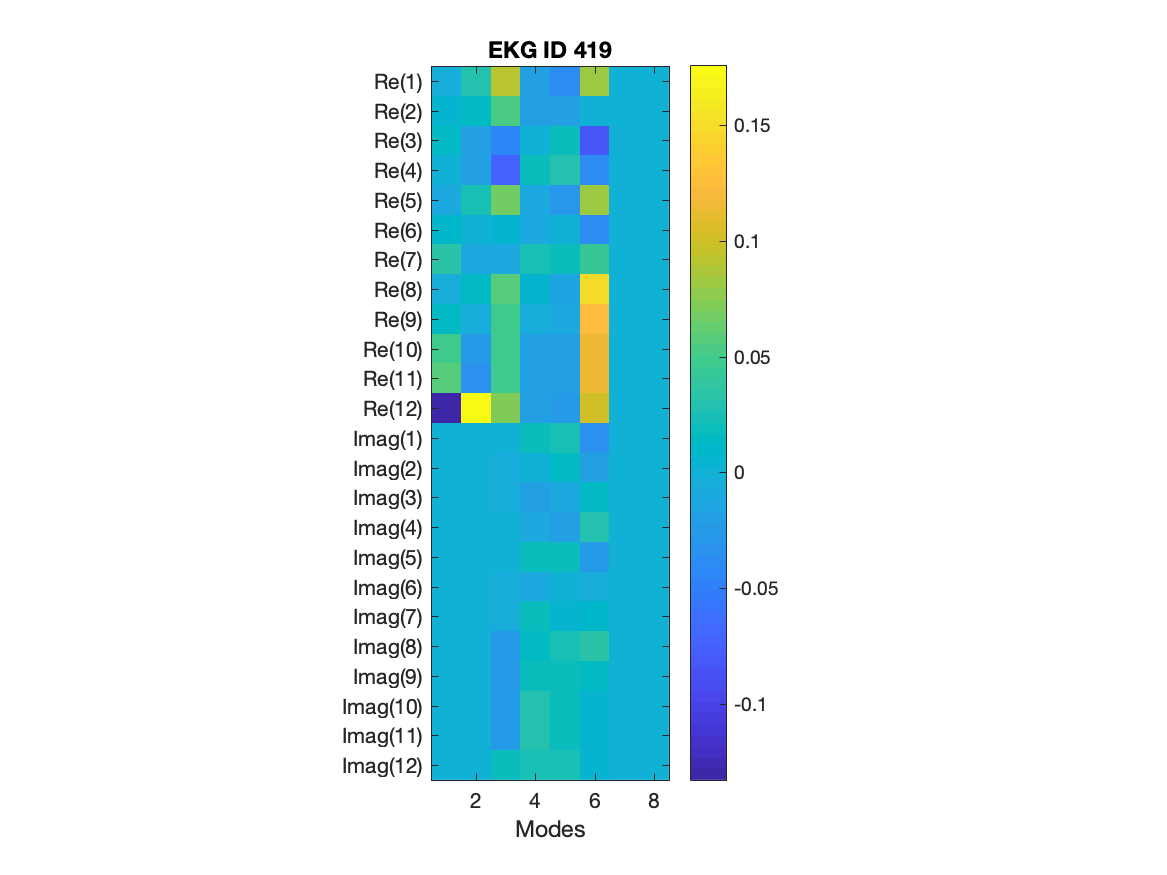 EKG ID 419
Re(1)
Re(2)
Re(3)
Re(4)
Re(5)
Re(6)
Re(7)
Re(8)
Re(9)
Re(10)
Re(11)
Re(12)
Imag(1)
Imag(2)
Imag(3)
Imag(4)
Imag(5)
Imag(6)
Imag(7)
Imag(8)
Imag(9)
Imag(10)
Imag(11)
Imag(12)
2 4 6 8
Modes
0.15
0.1
0.05
0
-0.05
-0.1